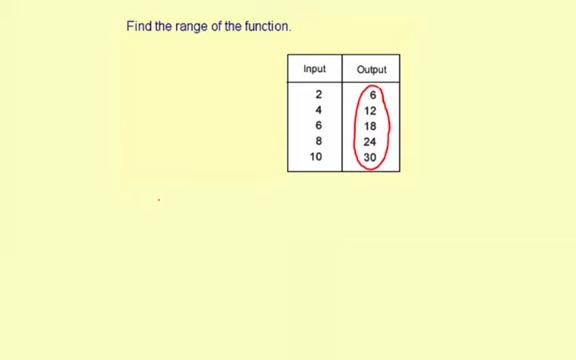 Find the range of the function.
Input Output
2 6
4 12
6 18
8 24
10 30